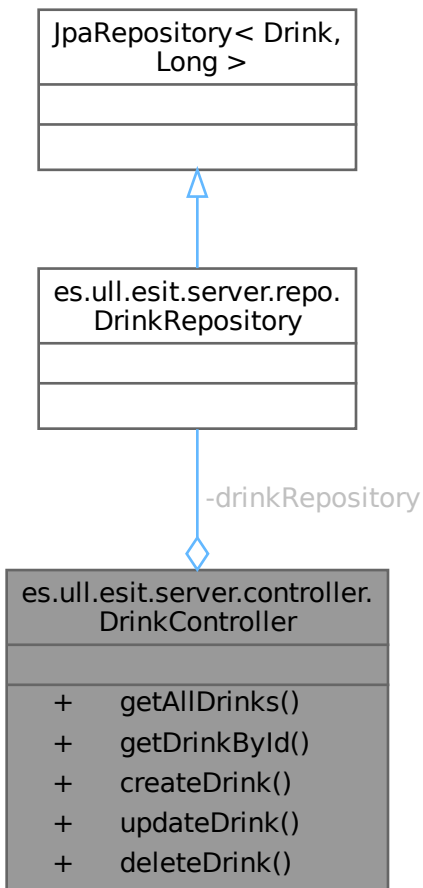 JpaRepository< Drink,
Long >
es.ull.esit.server.repo.
DrinkRepository
-drinkRepository
es.ull.esit.server.controller.
DrinkController
+ getAllDrinks()
+ getDrinkById()
+ createDrink()
+ updateDrink()
+ deleteDrink()